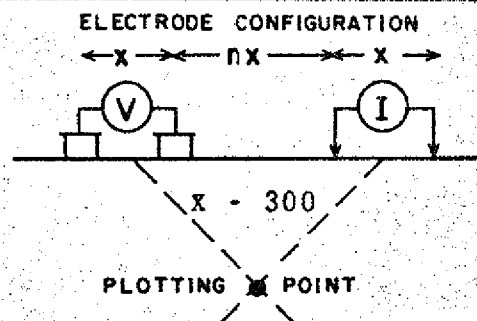 ELECTRODE CONFIGURATION
x nx x
V I
X - 300
PLOTTING POINT